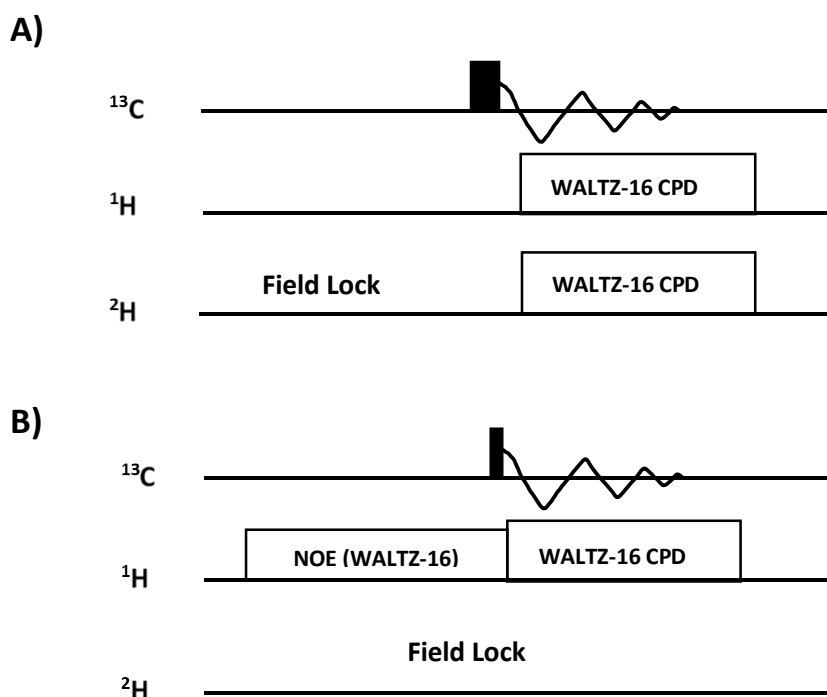 A)
¹³C
WALTZ-16 CPD
¹H
Field Lock
WALTZ-16 CPD
²H
B)
¹³C
NOE (WALTZ-16)
WALTZ-16 CPD
¹H
Field Lock
²H